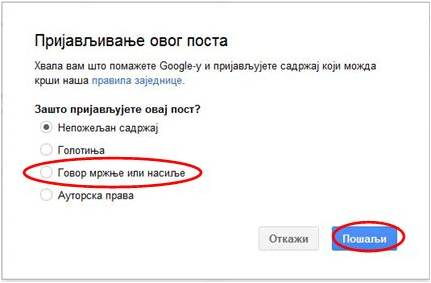 Пријављивање овог поста
Хвала вам што помажете Google-у и пријављујете садржај који можда
крши наша правила заједнице.
Зашто пријављујете овај пост?
Непожељан садржај
Голотиња
Говор мржње или насиље
Ауторска права
Откажи
Пошаљи